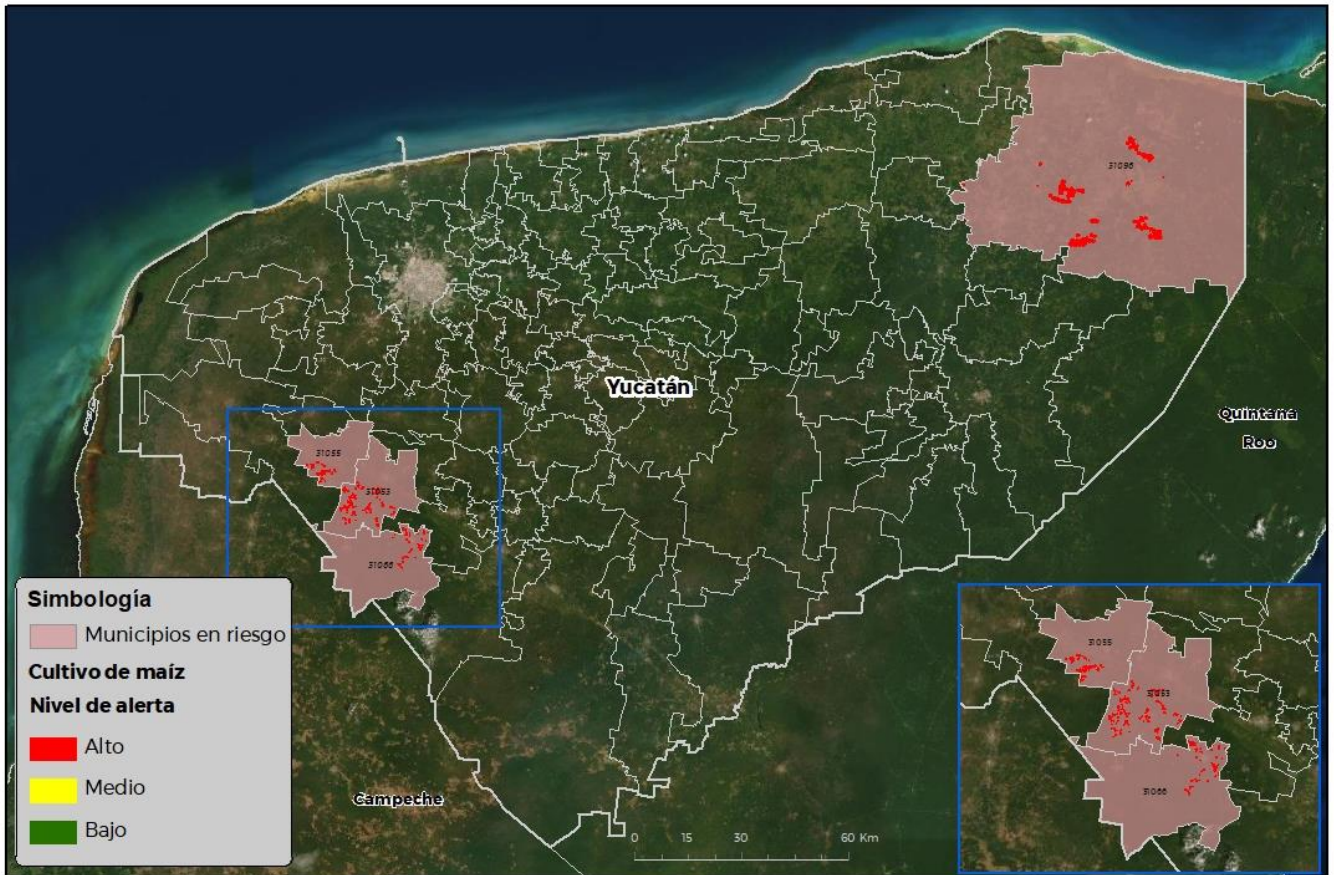 31096
Yucatán
Quintana
Roo
31055
31053
31066
Simbología
Municipios en riesgo
Cultivo de maíz
Nivel de alerta
Alto
Medio
Bajo
Campeche
0 15 30 60 Km
31055
31053
31066